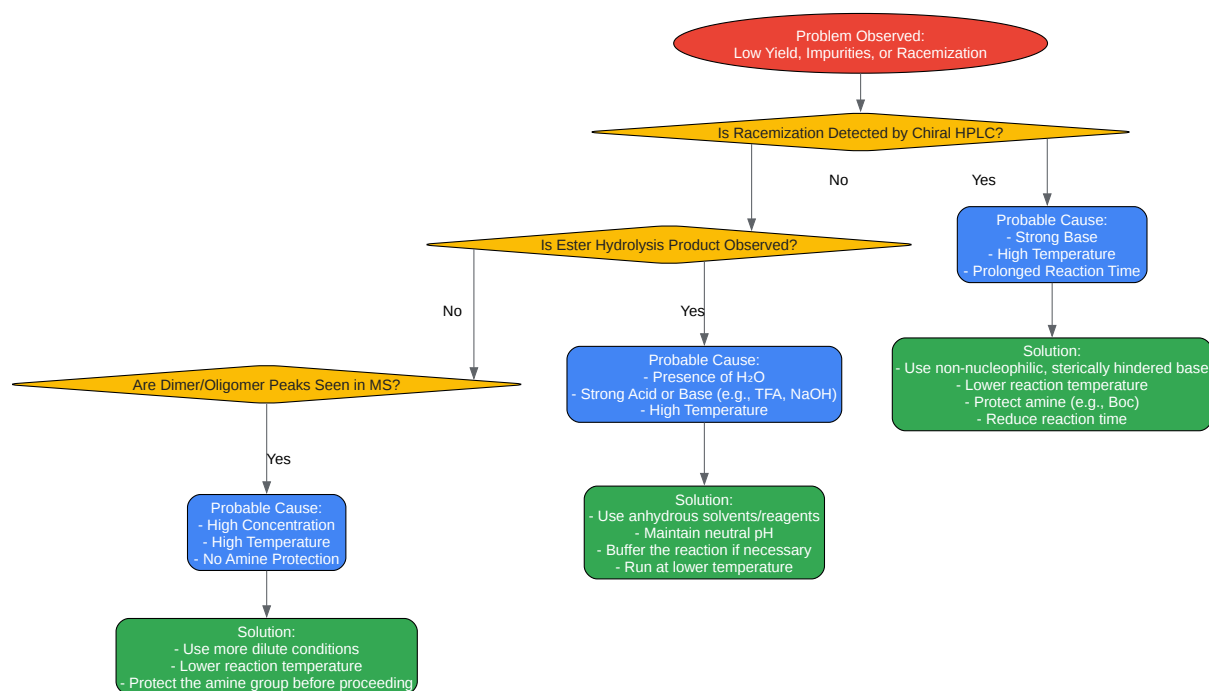 Problem Observed:
Low Yield, Impurities, or Racemization
Is Racemization Detected by Chiral HPLC?
No
Yes
Probable Cause:
- Strong Base
- High Temperature
- Prolonged Reaction Time
Is Ester Hydrolysis Product Observed?
No
Yes
Solution:
- Use non-nucleophilic, sterically hindered base
- Lower reaction temperature
- Protect amine (e.g., Boc)
- Reduce reaction time
Probable Cause:
- Presence of H₂O
- Strong Acid or Base (e.g., TFA, NaOH)
- High Temperature
Are Dimer/Oligomer Peaks Seen in MS?
Yes
Solution:
- Use anhydrous solvents/reagents
- Maintain neutral pH
- Buffer the reaction if necessary
- Run at lower temperature
Probable Cause:
- High Concentration
- High Temperature
- No Amine Protection
Solution:
- Use more dilute conditions
- Lower reaction temperature
- Protect the amine group before proceeding